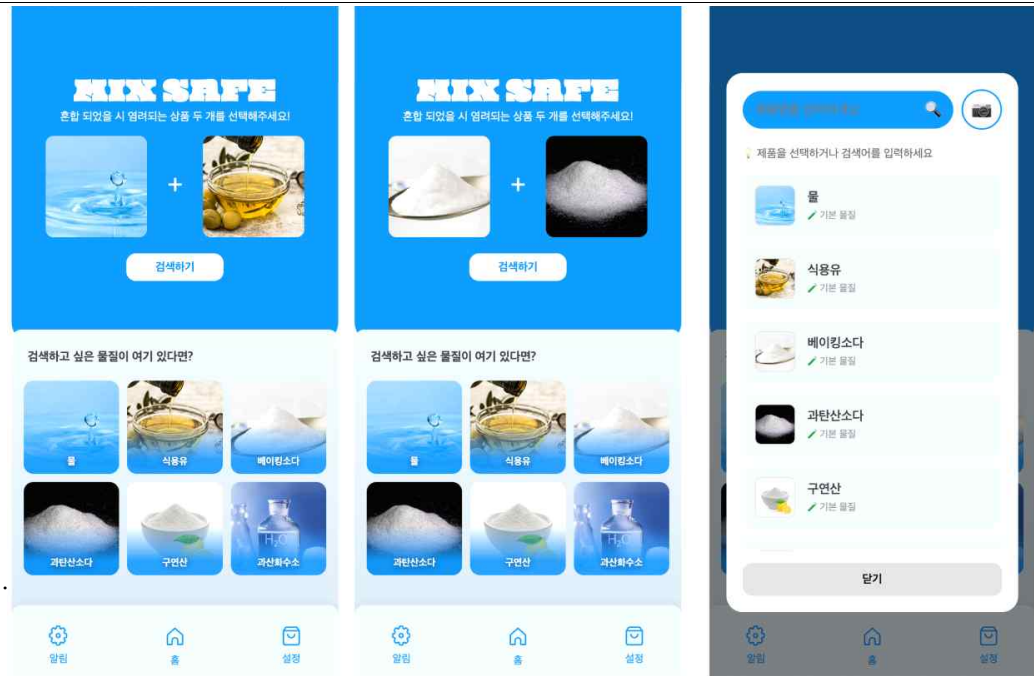 MIX SAFE
혼합 되었을 시 염려되는 상품 두 개를 선택해주세요!
+
검색하기
검색하고 싶은 물질이 여기 있다면?
물
식용유
베이킹소다
과탄산소다
구연산
H₂O
과산화수소
알림
홈
설정
MIX SAFE
혼합 되었을 시 염려되는 상품 두 개를 선택해주세요!
+
검색하기
검색하고 싶은 물질이 여기 있다면?
물
식용유
베이킹소다
과탄산소다
구연산
H₂O
과산화수소
알림
홈
설정
제품을 선택하거나 검색어를 입력하세요
물
기본 물질
식용유
기본 물질
베이킹소다
기본 물질
과탄산소다
기본 물질
구연산
기본 물질
닫기
알림
홈
설정